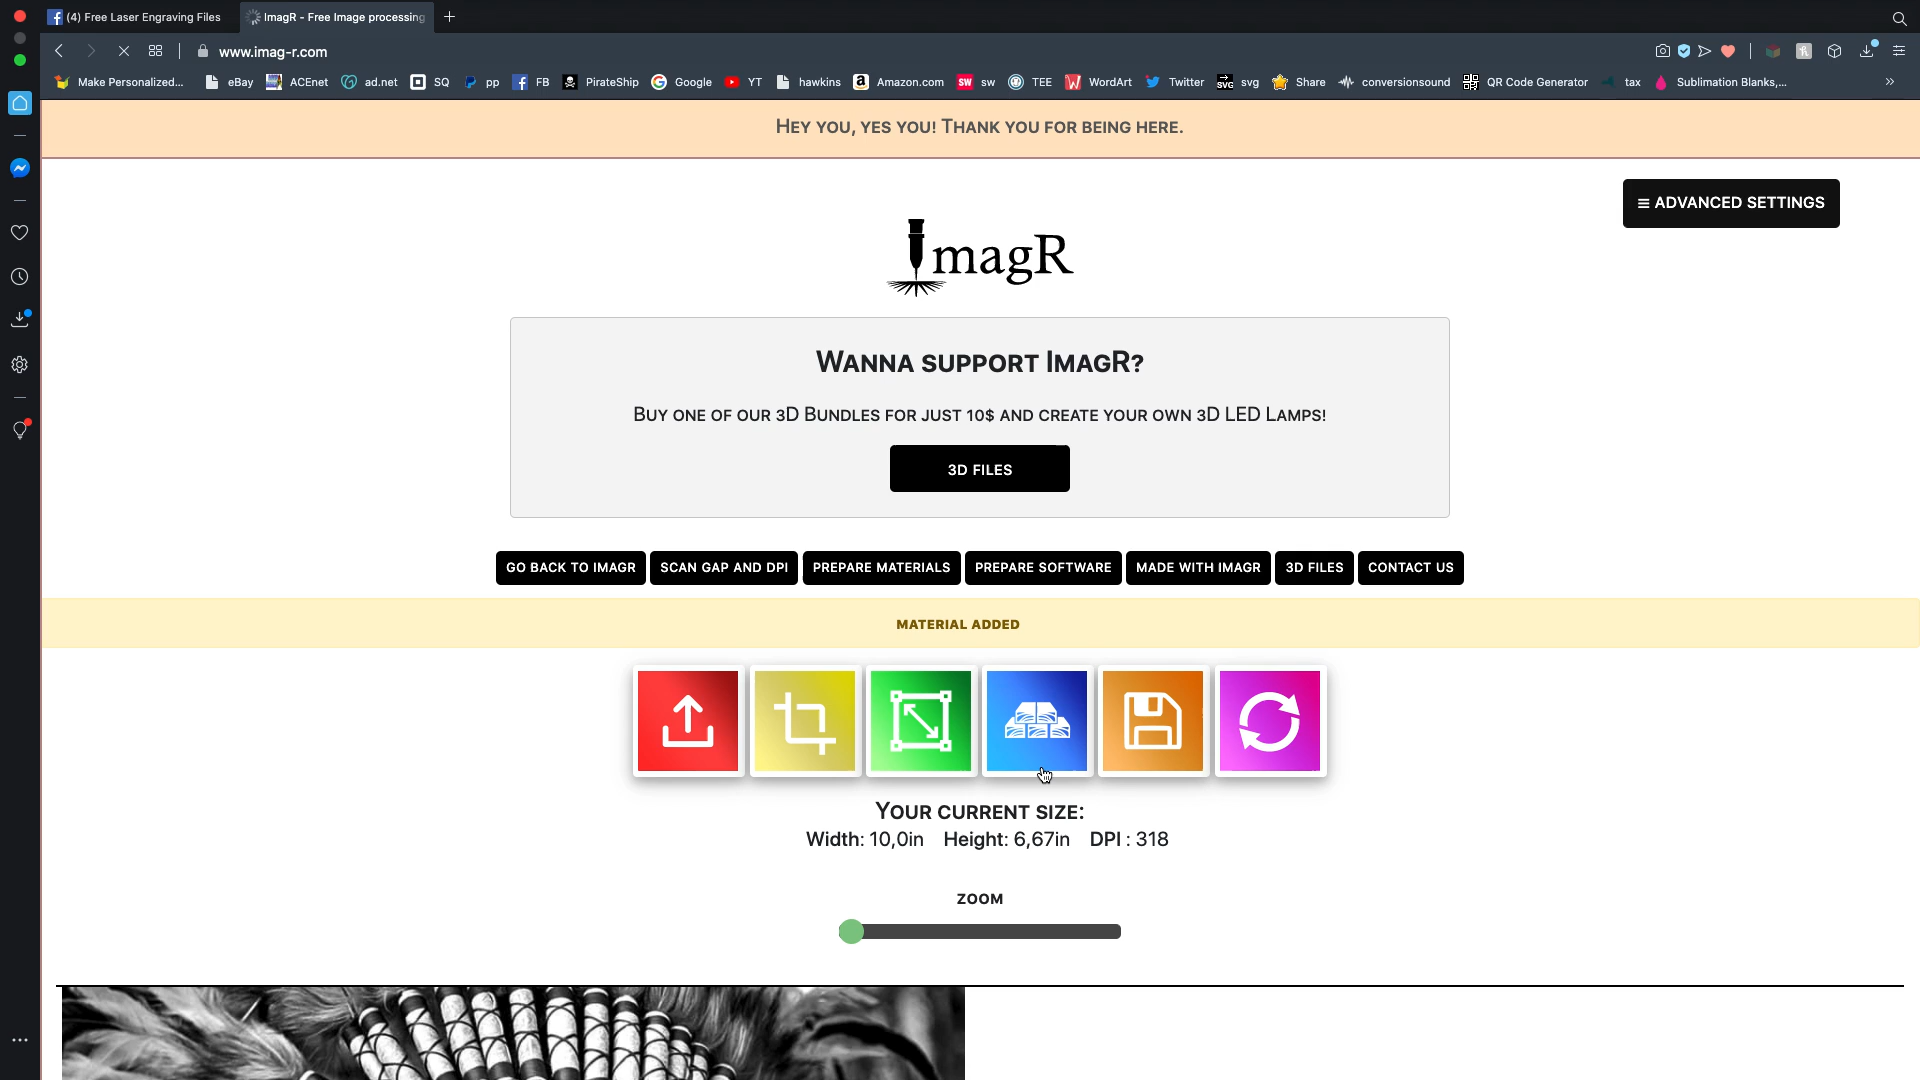 (4) Free Laser Engraving Files
ImagR - Free Image processing
www.imag-r.com
Make Personalized... eBay ACEnet ad.net SQ pp FB PirateShip Google YT hawkins Amazon.com sw TEE WordArt Twitter svg Share conversionsound QR Code Generator tax Sublimation Blanks,...
Hey you, yes you! Thank you for being here.
≡ ADVANCED SETTINGS
ImagR
Wanna support ImagR?
Buy one of our 3D Bundles for just 10$ and create your own 3D LED Lamps!
3D FILES
GO BACK TO IMAGR SCAN GAP AND DPI PREPARE MATERIALS PREPARE SOFTWARE MADE WITH IMAGR 3D FILES CONTACT US
MATERIAL ADDED
Your current size:
Width: 10,0in Height: 6,67in DPI : 318
ZOOM